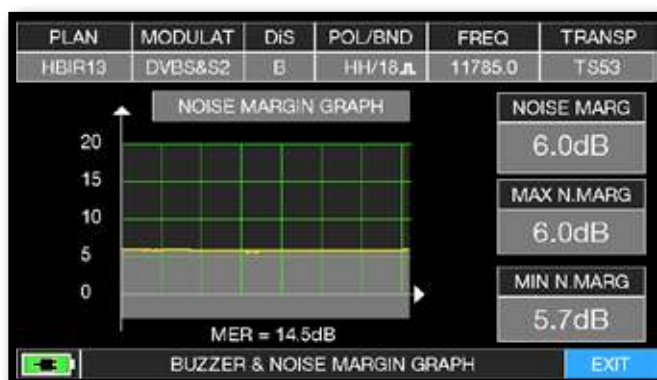 PLAN MODULAT DiS POL/BND FREQ TRANSP
HBIR13 DVBS&S2 B HH/18 11785.0 TS53
NOISE MARGIN GRAPH
20
15
10
5
0
MER = 14.5dB
NOISE MARG
6.0dB
MAX N.MARG
6.0dB
MIN N.MARG
5.7dB
BUZZER & NOISE MARGIN GRAPH EXIT